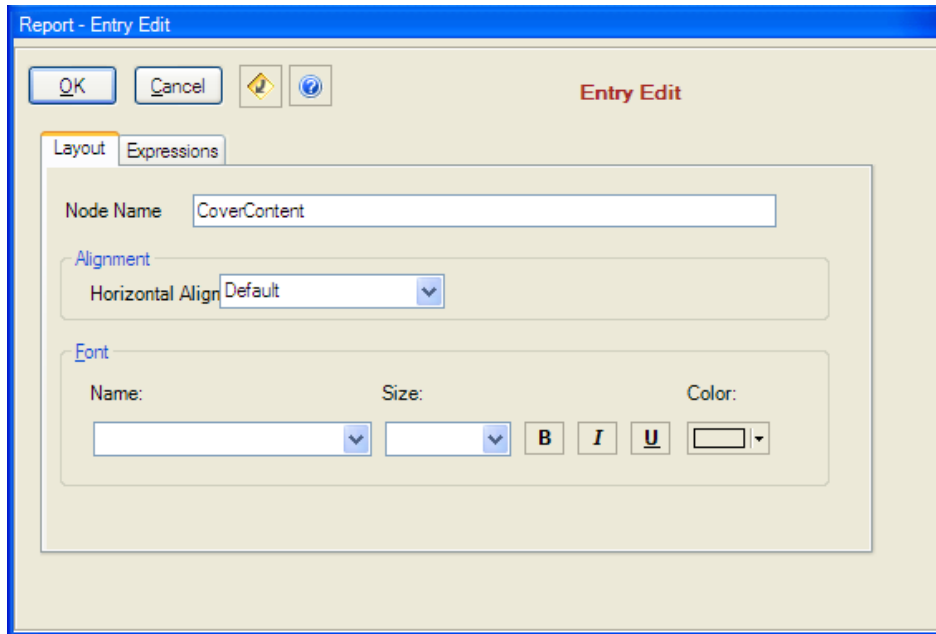 Report - Entry Edit
OK Cancel Entry Edit
Layout Expressions
Node Name CoverContent
Alignment
Horizontal Align Default
Font
Name: Size: Color:
B I U